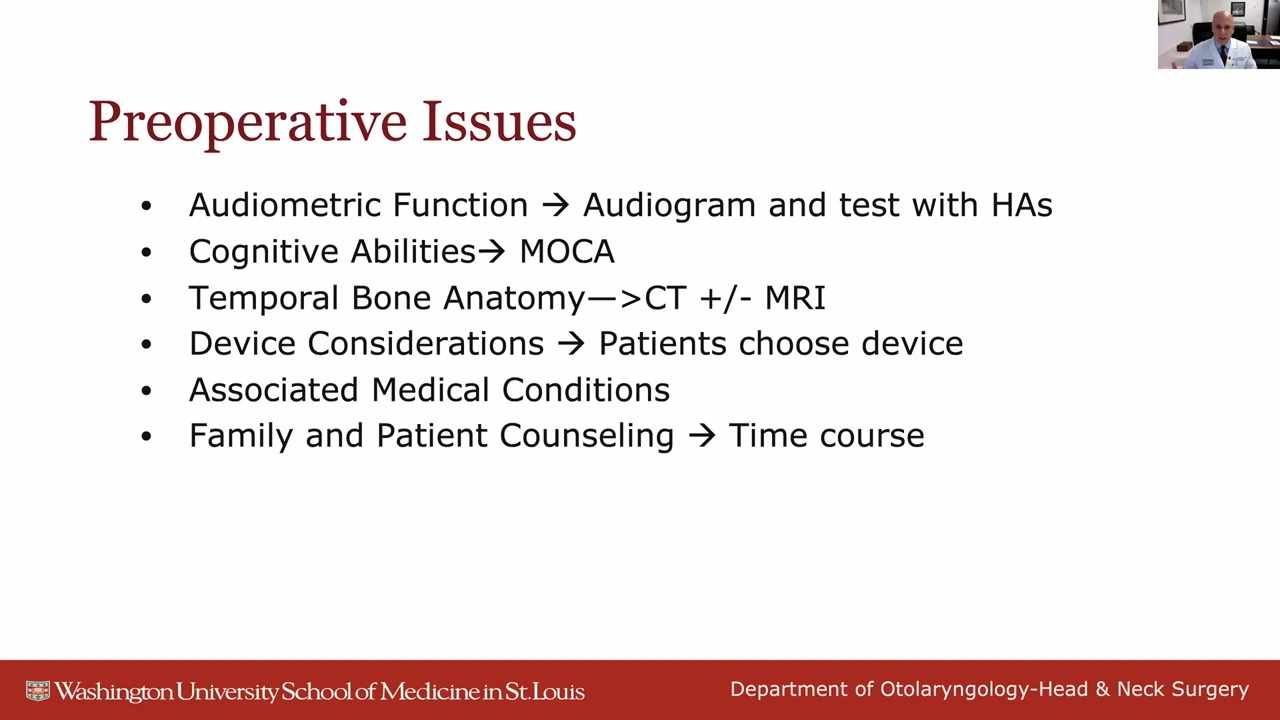 Preoperative Issues
• Audiometric Function → Audiogram and test with HAs
• Cognitive Abilities→ MOCA
• Temporal Bone Anatomy—>CT +/- MRI
• Device Considerations → Patients choose device
• Associated Medical Conditions
• Family and Patient Counseling → Time course
Washington University School of Medicine in St. Louis
Department of Otolaryngology-Head & Neck Surgery